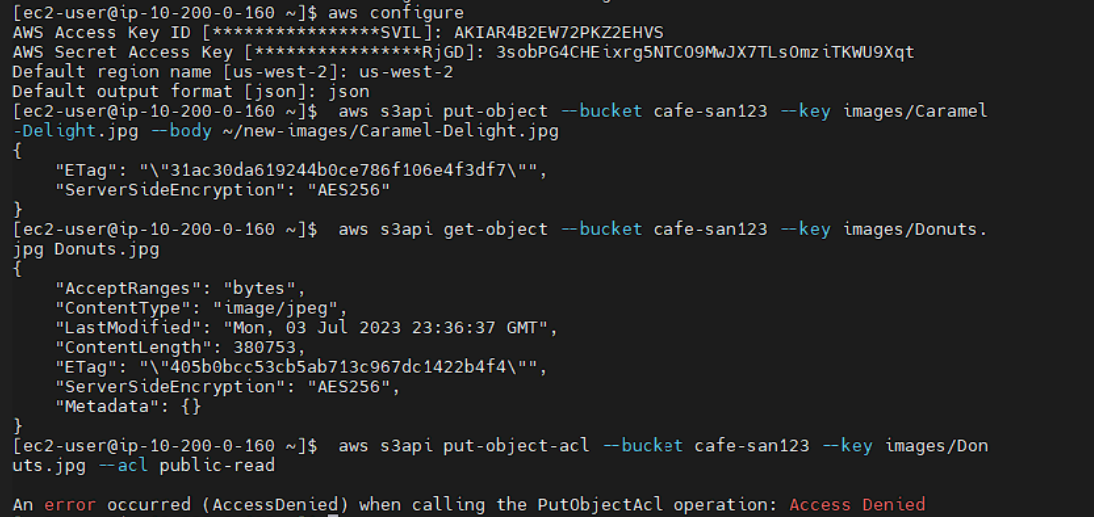 [ec2-user@ip-10-200-0-160 ~]$ aws configure
AWS Access Key ID [****************SVIL]: AKIAR4B2EW72PKZ2EHVS
AWS Secret Access Key [****************RjGD]: 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
Default region name [us-west-2]: us-west-2
Default output format [json]: json
[ec2-user@ip-10-200-0-160 ~]$  aws s3api put-object --bucket cafe-san123 --key images/Caramel
-Delight.jpg --body ~/new-images/Caramel-Delight.jpg
{
    "ETag": "\"31ac30da619244b0ce786f106e4f3df7\"",
    "ServerSideEncryption": "AES256"
}
[ec2-user@ip-10-200-0-160 ~]$  aws s3api get-object --bucket cafe-san123 --key images/Donuts.
jpg Donuts.jpg
{
    "AcceptRanges": "bytes",
    "ContentType": "image/jpeg",
    "LastModified": "Mon, 03 Jul 2023 23:36:37 GMT",
    "ContentLength": 380753,
    "ETag": "\"405b0bcc53cb5ab713c967dc1422b4f4\"",
    "ServerSideEncryption": "AES256",
    "Metadata": {}
}
[ec2-user@ip-10-200-0-160 ~]$  aws s3api put-object-acl --bucket cafe-san123 --key images/Don
uts.jpg --acl public-read

An error occurred (AccessDenied) when calling the PutObjectAcl operation: Access Denied